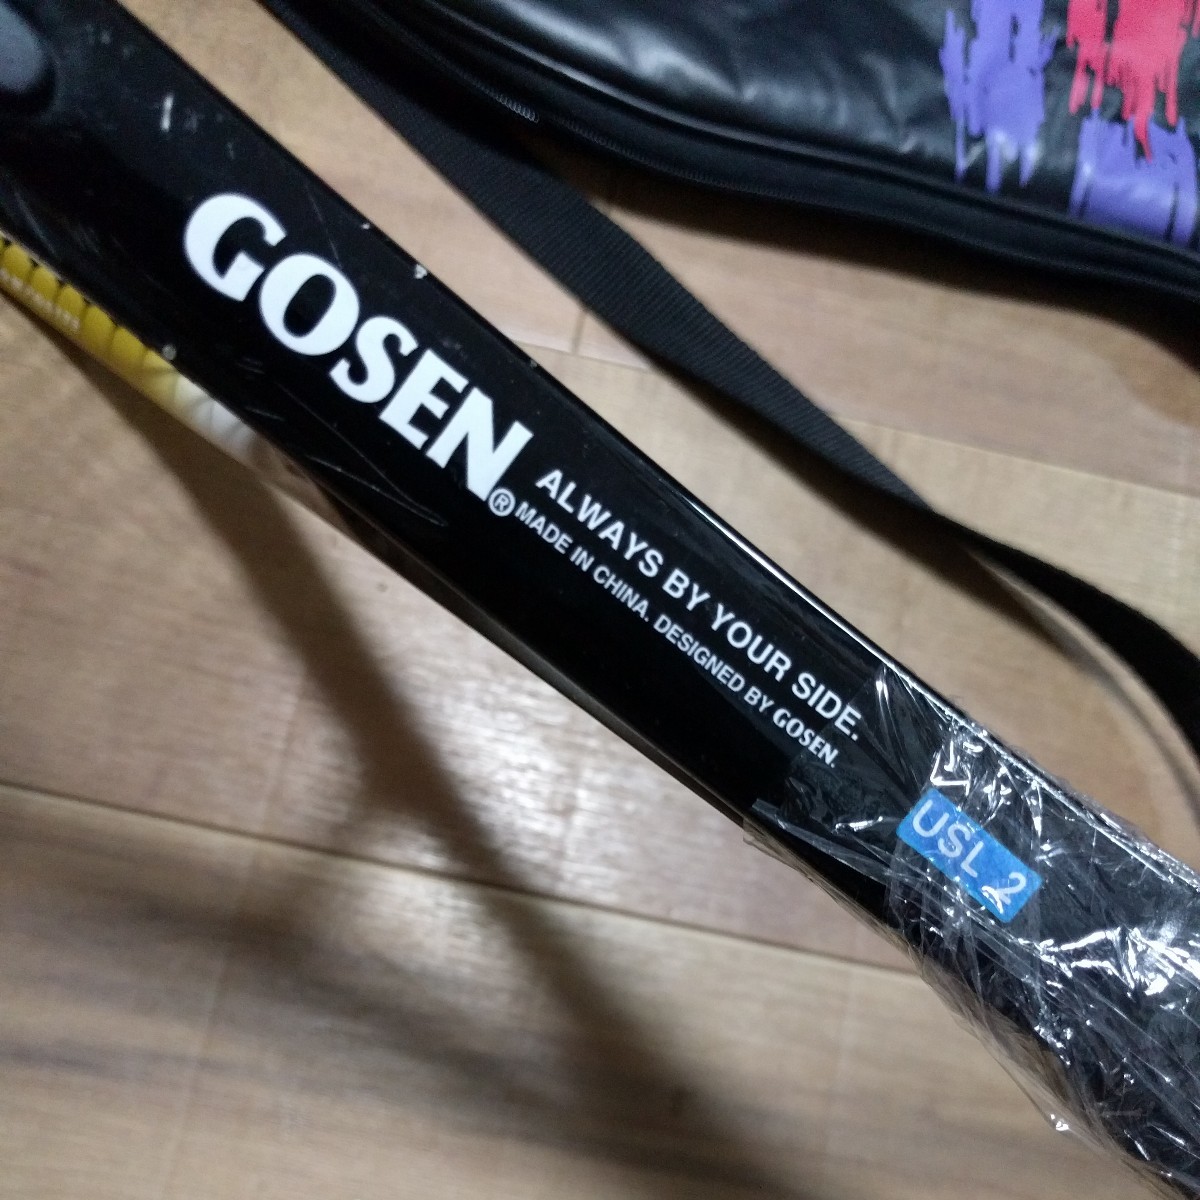 GOSEN®
ALWAYS BY YOUR SIDE.
MADE IN CHINA. DESIGNED BY GOSEN.
USL 2